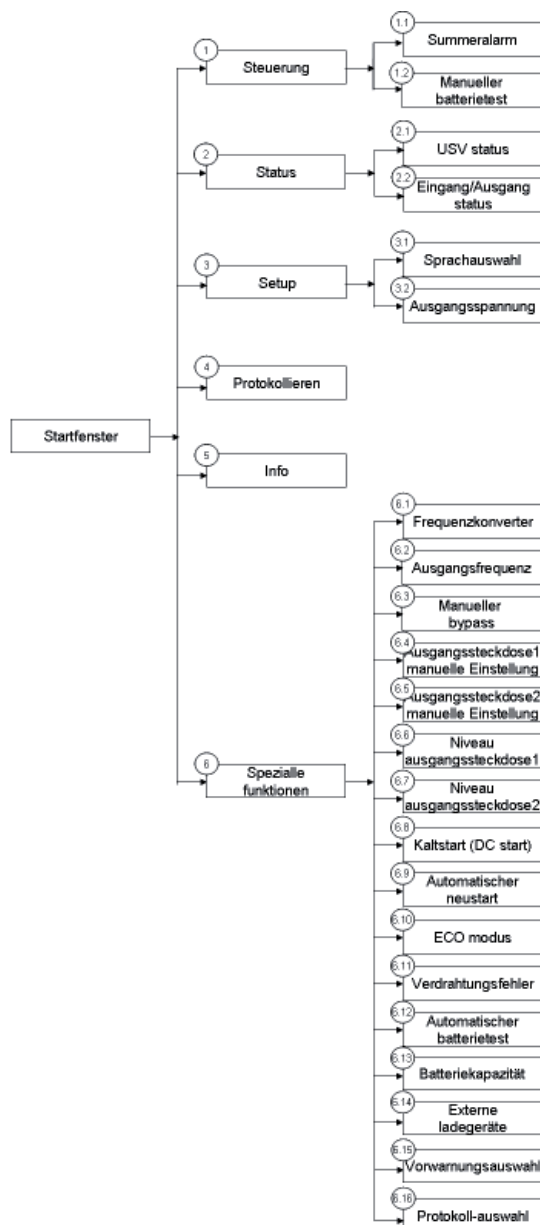 1.1
Summeralarm
1
Steuerung
1.2
Manueller
batterietest
2.1
USV status
2
Status
2.2
Eingang/Ausgang
status
3.1
Sprachauswahl
3
Setup
3.2
Ausgangsspannung
4
Protokollieren
Startfenster
5
Info
6.1
Frequenzkonverter
6.2
Ausgangsfrequenz
6.3
Manueller
bypass
6.4
Ausgangssteckdose1
manuelle Einstellung
6.5
Ausgangssteckdose2
manuelle Einstellung
6.6
Niveau
ausgangssteckdose1
6
Spezialle
funktionen
6.7
Niveau
ausgangssteckdose2
6.8
Kaltstart (DC start)
6.9
Automatischer
neustart
6.10
ECO modus
6.11
Verdrahtungsfehler
6.12
Automatischer
batterietest
6.13
Batteriekapazität
6.14
Externe
ladegeräte
6.15
Vorwarnungsauswahl
6.16
Protokoll-auswahl